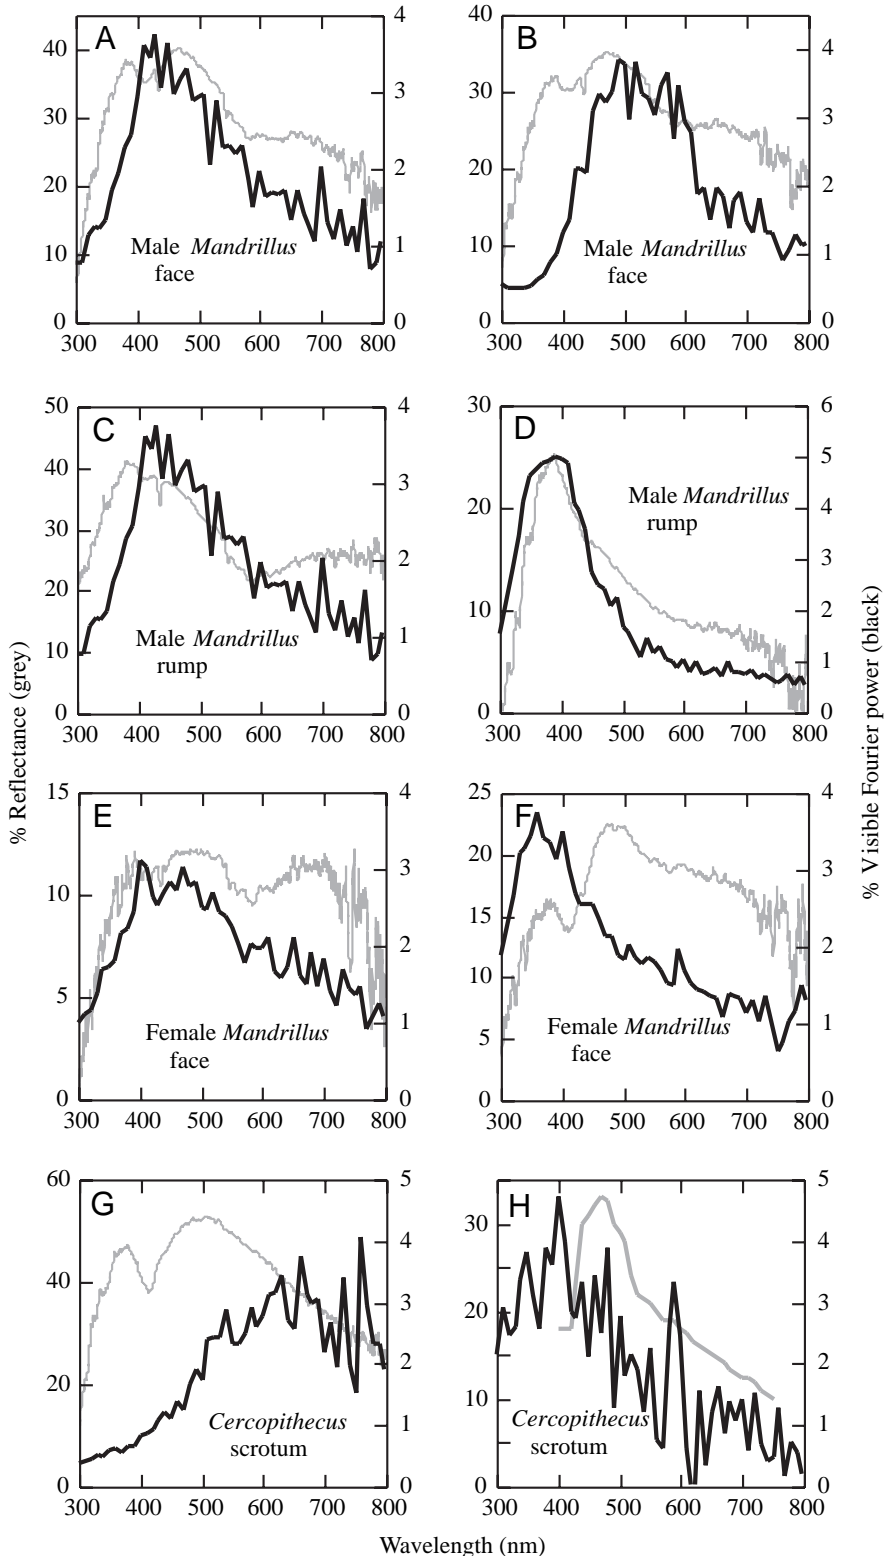 A
B
40
30
20
10
0
4
3
2
1
0
Male Mandrillus
face
300 400 500 600 700 800
40
30
20
10
0
4
3
2
1
0
Male Mandrillus
face
300 400 500 600 700 800
C
D
50
40
30
20
10
0
4
3
2
1
0
Male Mandrillus
rump
300 400 500 600 700 800
30
20
10
0
6
5
4
3
2
1
0
Male Mandrillus
rump
300 400 500 600 700 800
% Reflectance (grey)
% Visible Fourier power (black)
E
F
15
10
5
0
4
3
2
1
0
Female Mandrillus
face
300 400 500 600 700 800
25
20
15
10
5
0
4
3
2
1
0
Female Mandrillus
face
300 400 500 600 700 800
G
H
60
40
20
0
5
4
3
2
1
0
Cercopithecus
scrotum
300 400 500 600 700 800
30
20
10
0
5
4
3
2
1
0
Cercopithecus
scrotum
300 400 500 600 700 800
Wavelength (nm)